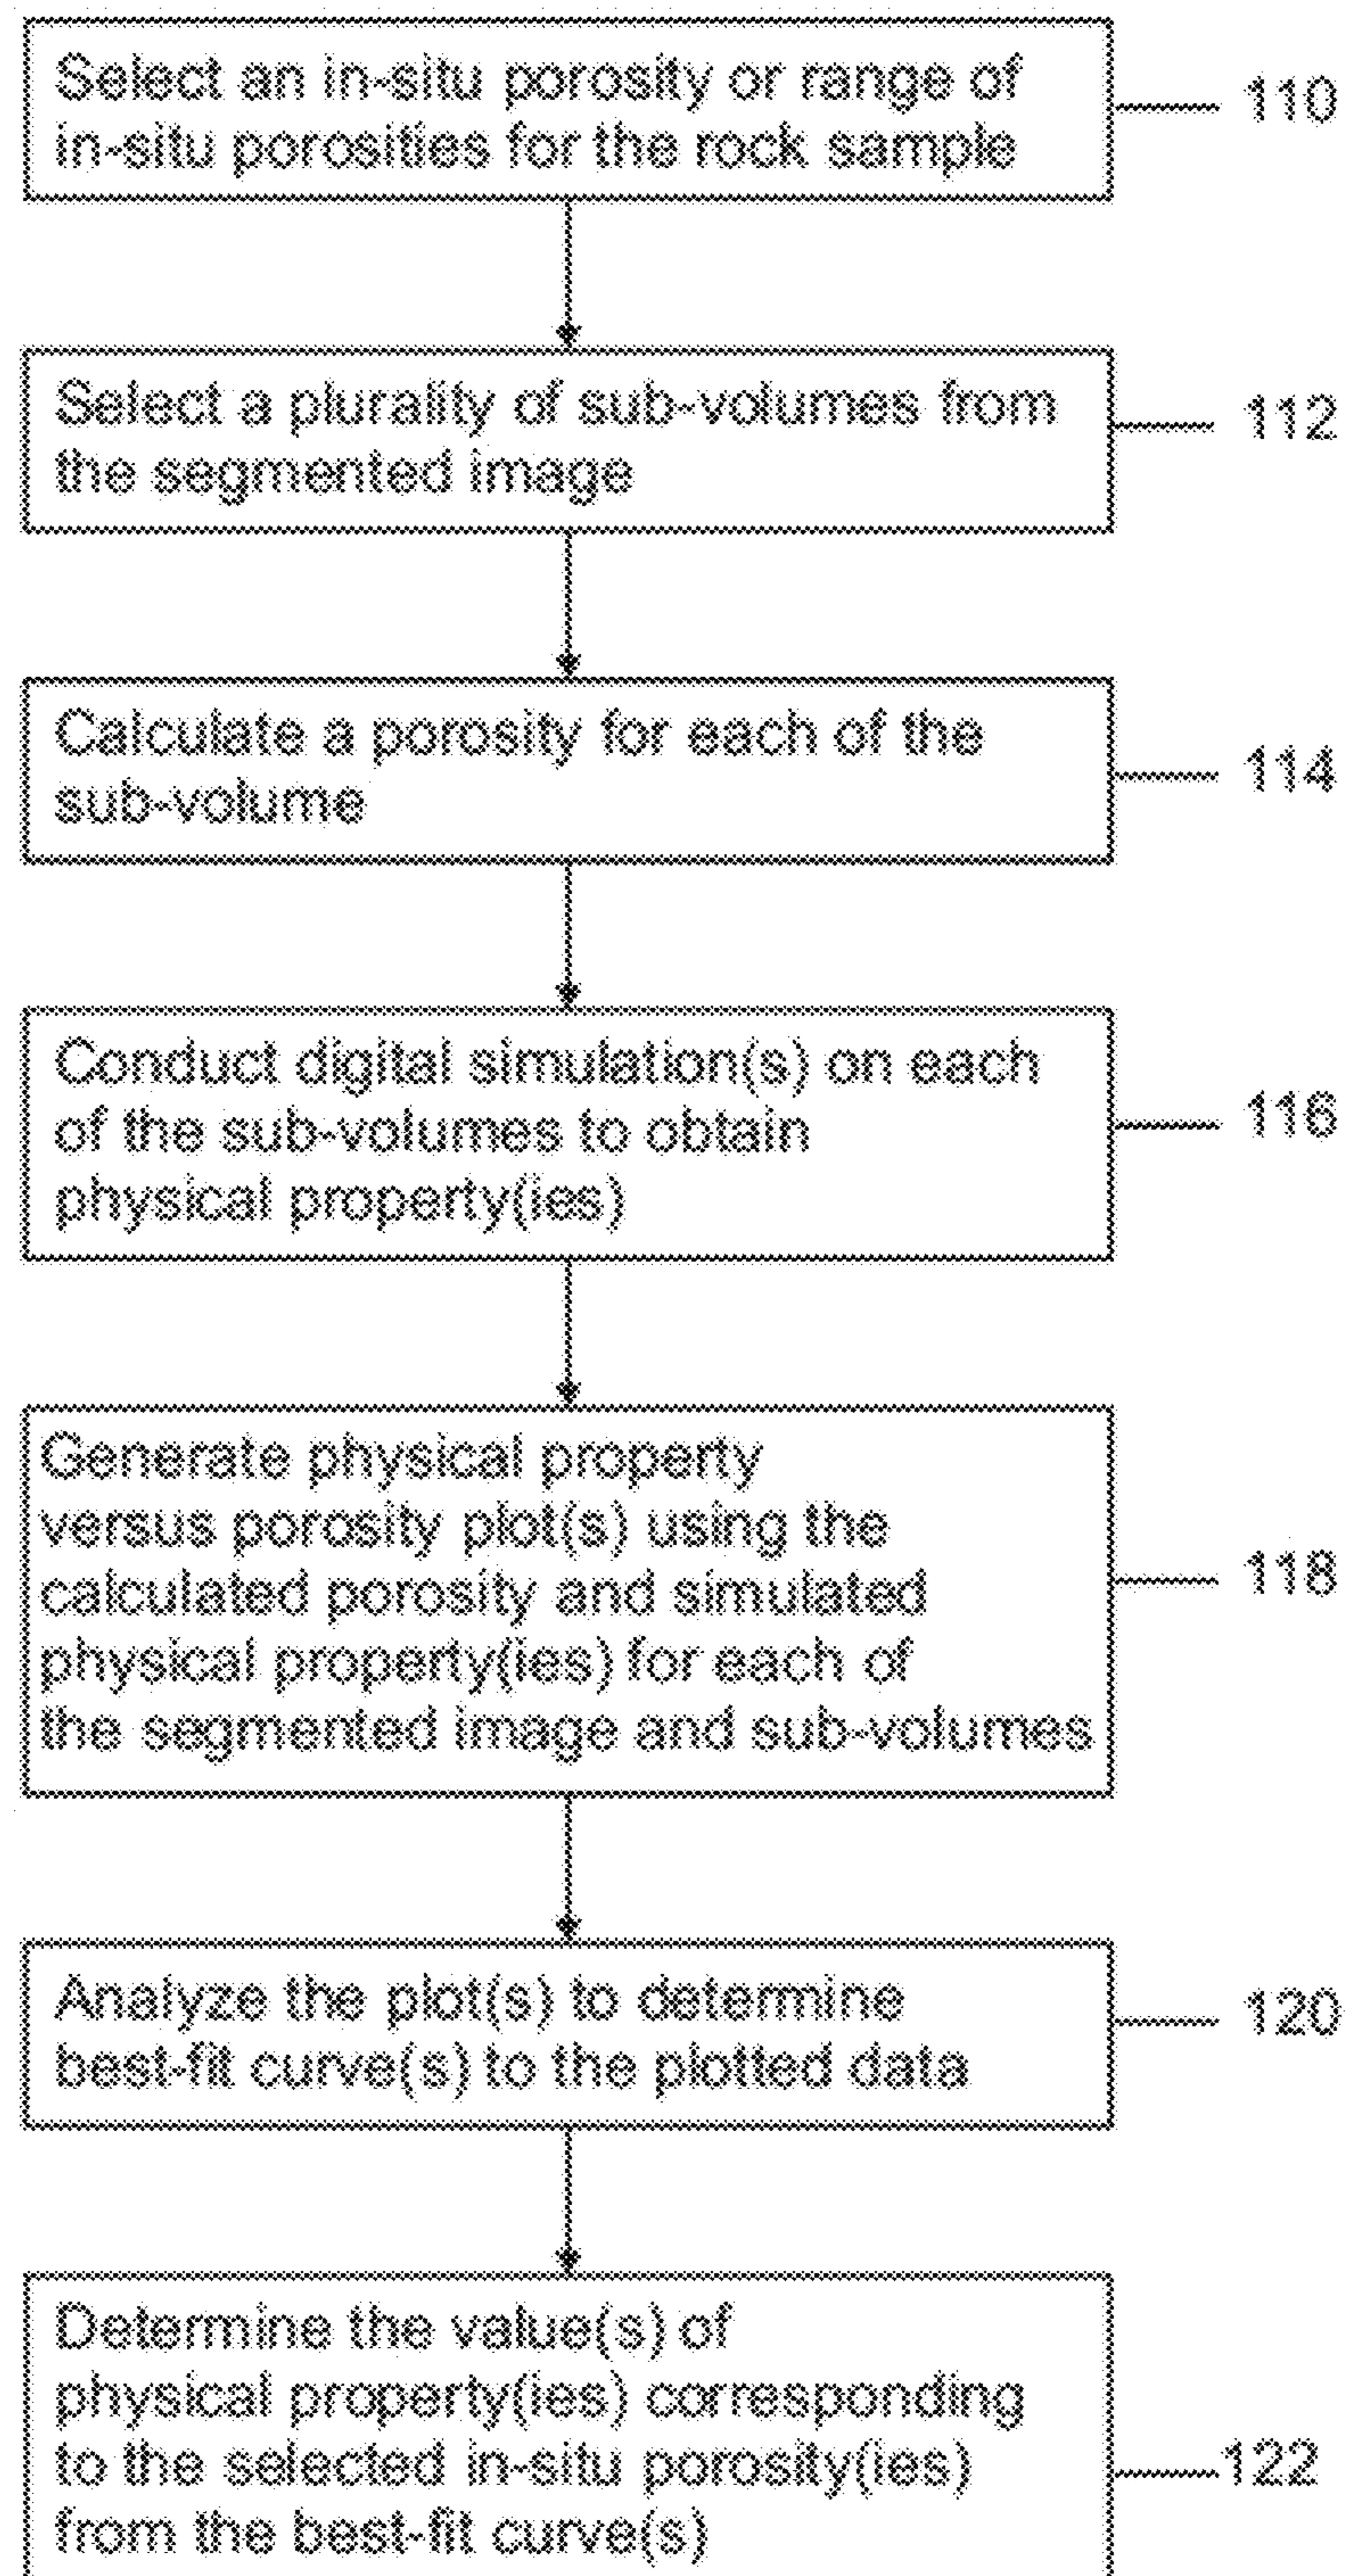 Select an in-situ porosity or range of
in-situ porosities for the rock sample
110
Select a plurality of sub-volumes from
the segmented image
112
Calculate a porosity for each of the
sub-volume
114
Conduct digital simulation(s) on each
of the sub-volumes to obtain
physical property(ies)
116
Generate physical property
versus porosity plot(s) using the
calculated porosity and simulated
physical property(ies) for each of
the segmented image and sub-volumes
118
Analyze the plot(s) to determine
best-fit curve(s) to the plotted data
120
Determine the value(s) of
physical property(ies) corresponding
to the selected in-situ porosity(ies)
from the best-fit curve(s)
122